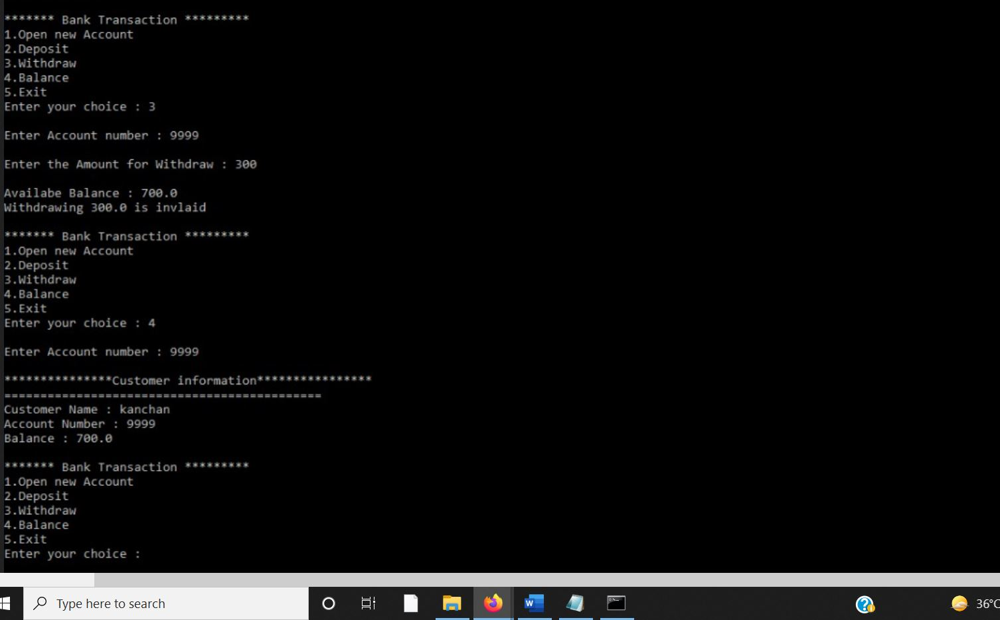 ******* Bank Transaction *********
1.Open new Account
2.Deposit
3.Withdraw
4.Balance
5.Exit
Enter your choice : 3
Enter Account number : 9999
Enter the Amount for Withdraw : 300
Availabe Balance : 700.0
Withdrawing 300.0 is invlaid
******* Bank Transaction *********
1.Open new Account
2.Deposit
3.Withdraw
4.Balance
5.Exit
Enter your choice : 4
Enter Account number : 9999
***************Customer information****************
============================================
Customer Name : kanchan
Account Number : 9999
Balance : 700.0
******* Bank Transaction *********
1.Open new Account
2.Deposit
3.Withdraw
4.Balance
5.Exit
Enter your choice :
Type here to search
36°C